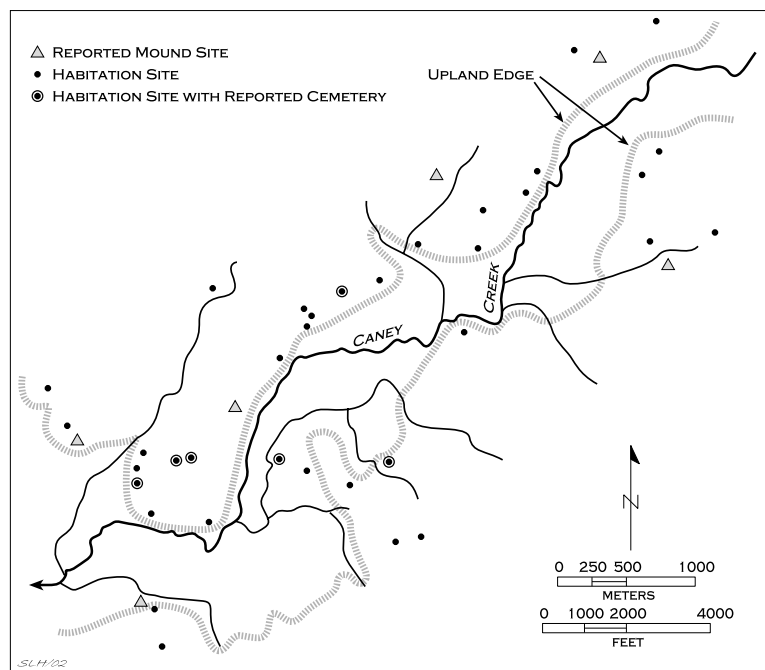 Reported Mound Site
Habitation Site
Habitation Site with Reported Cemetery
Upland Edge
Caney
Creek
N
0 250 500 1000
Meters
0 1000 2000 4000
Feet
SLH/02